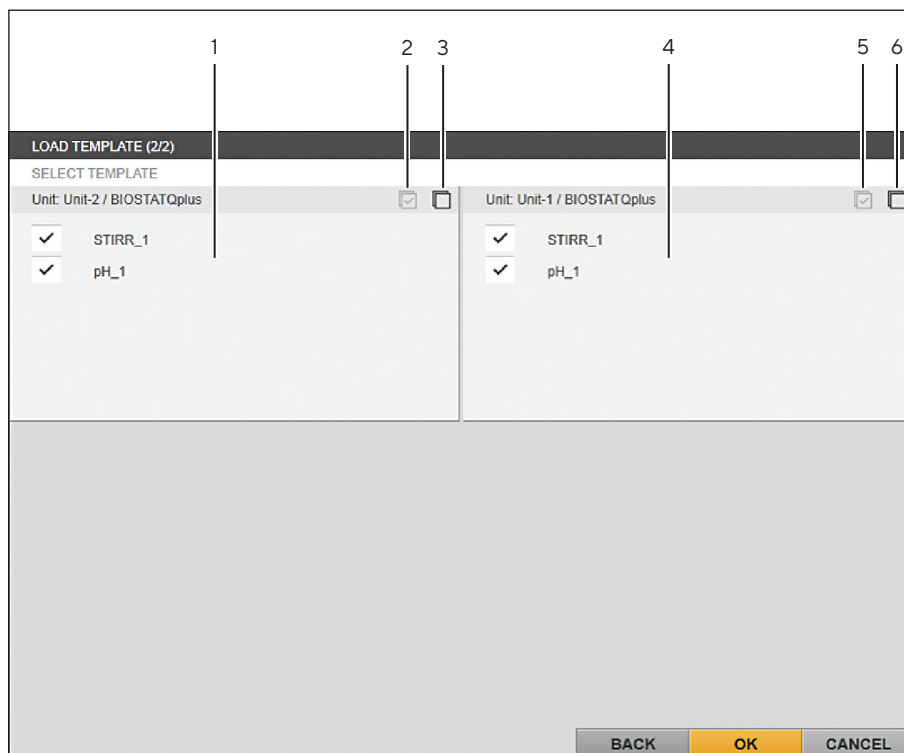 1 2 3 4 5 6
LOAD TEMPLATE (2/2)
SELECT TEMPLATE
Unit: Unit-2 / BIOSTATQplus
STIRR_1
pH_1
Unit: Unit-1 / BIOSTATQplus
STIRR_1
pH_1
BACK OK CANCEL